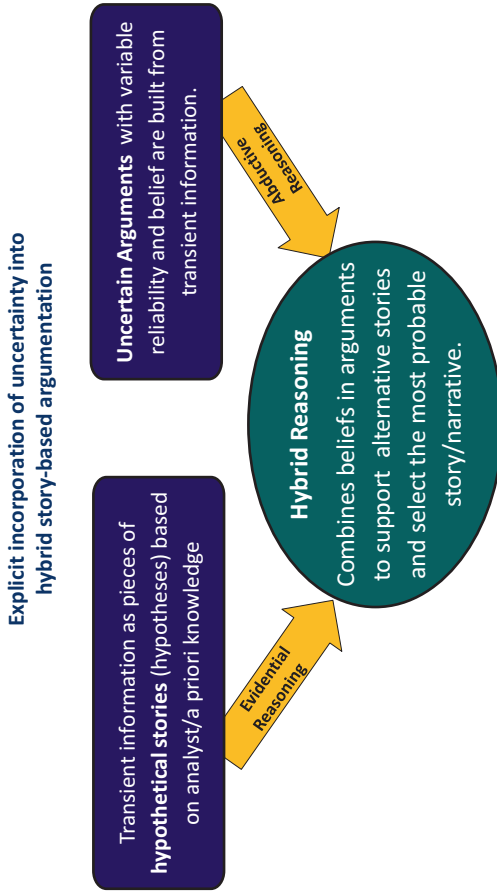 Explicit incorporation of uncertainty into
hybrid story-based argumentation
Transient information as pieces of
hypothetical stories (hypotheses) based
on analyst/a priori knowledge
Uncertain Arguments with variable
reliability and belief are built from
transient information.
Evidential
Reasoning
Abductive
Reasoning
Hybrid Reasoning
Combines beliefs in arguments
to support alternative stories
and select the most probable
story/narrative.